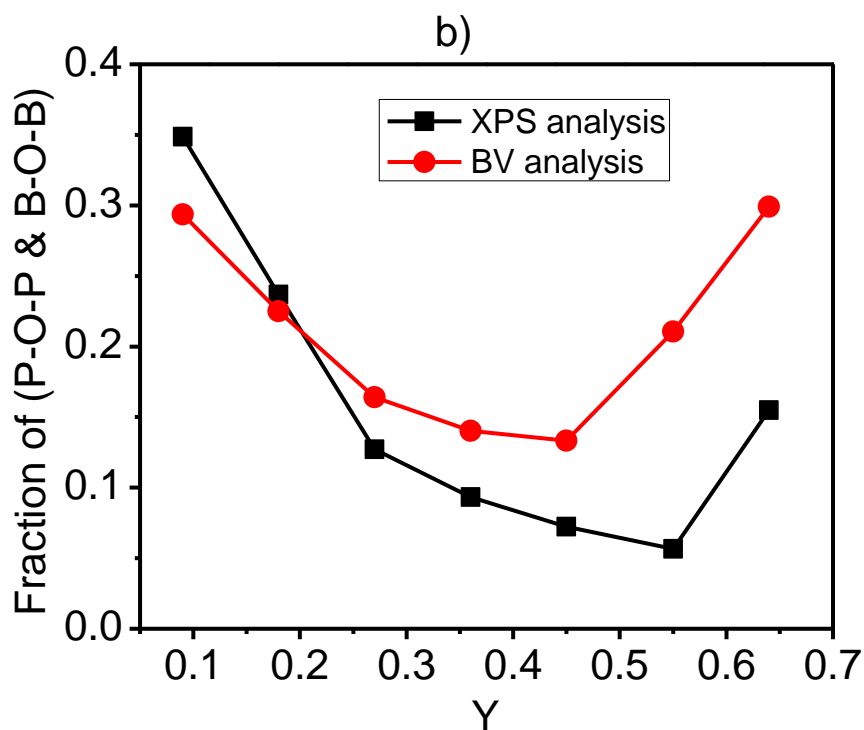 b)
Fraction of (P-O-P & B-O-B)
0.4
0.3
0.2
0.1
0.0
XPS analysis
BV analysis
0.1 0.2 0.3 0.4 0.5 0.6 0.7
Y